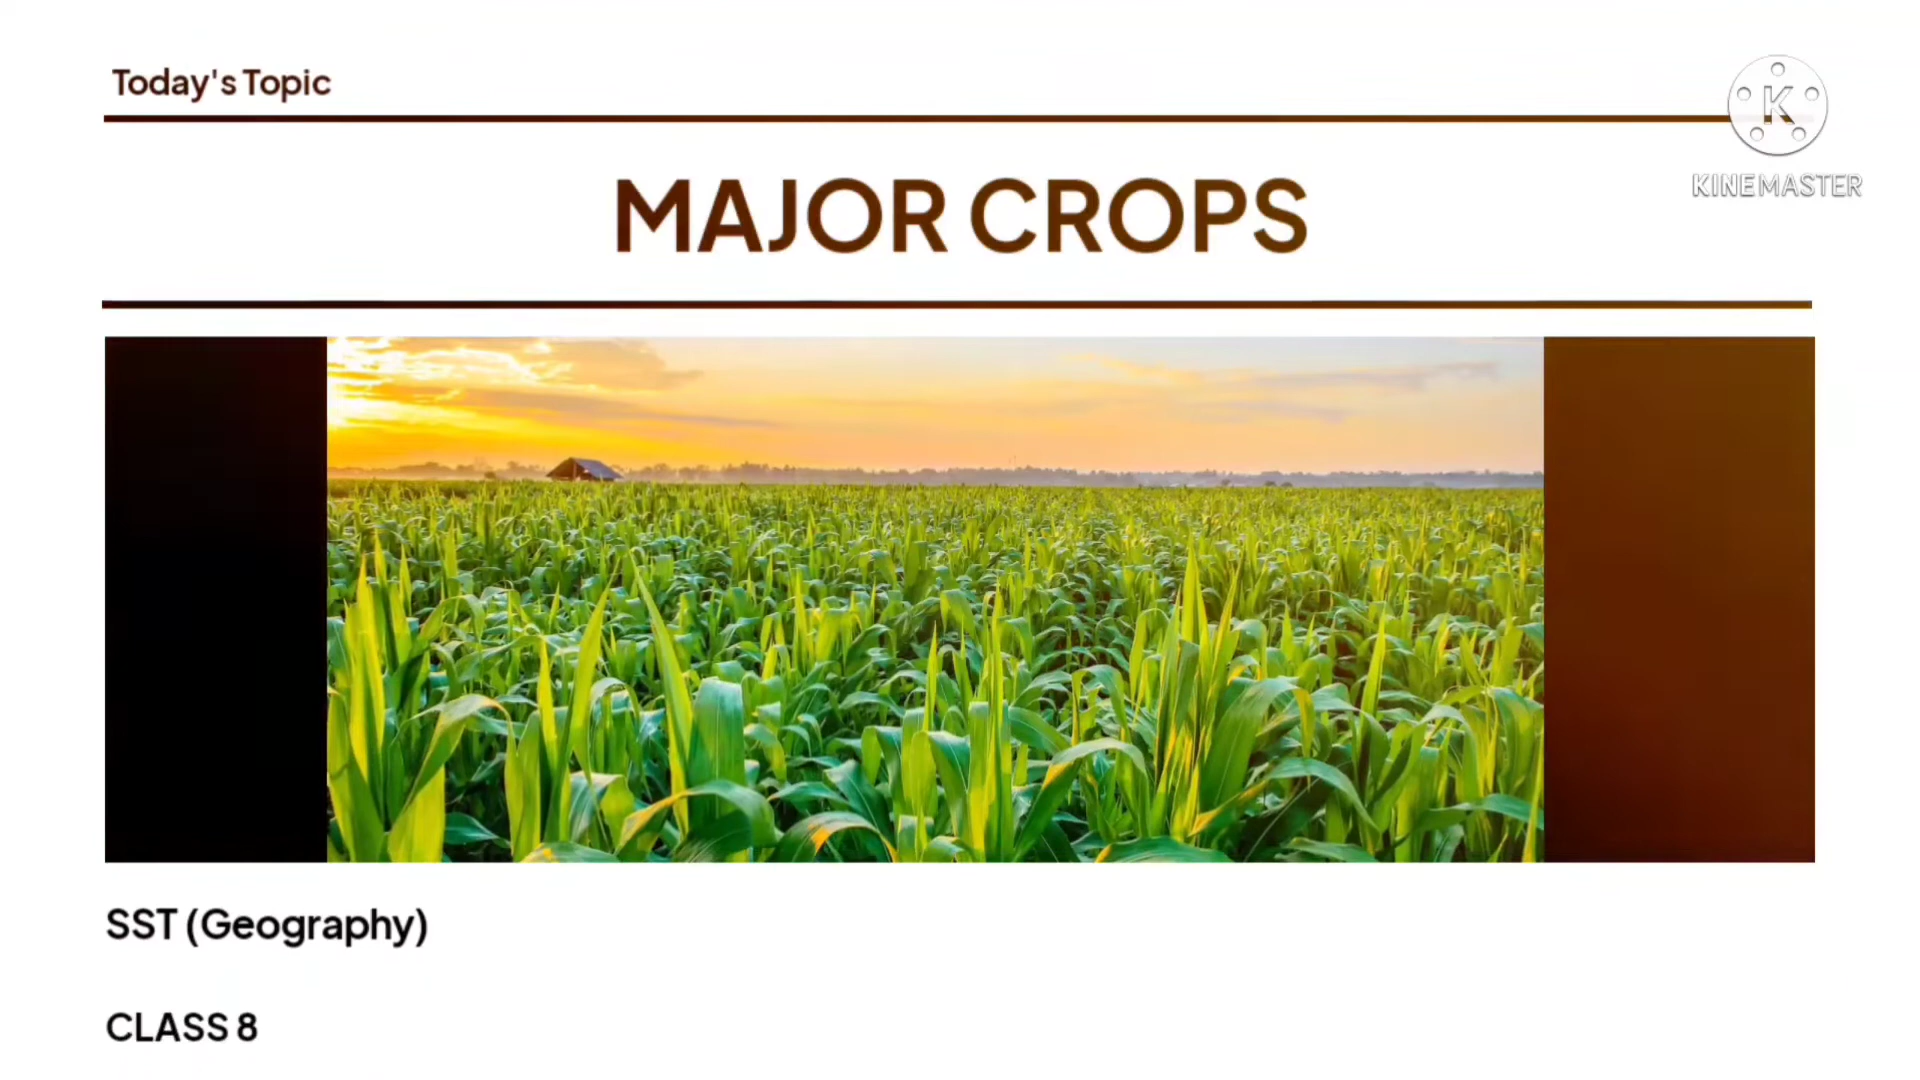 Today's Topic
K
KINEMASTER
MAJOR CROPS
SST (Geography)
CLASS 8